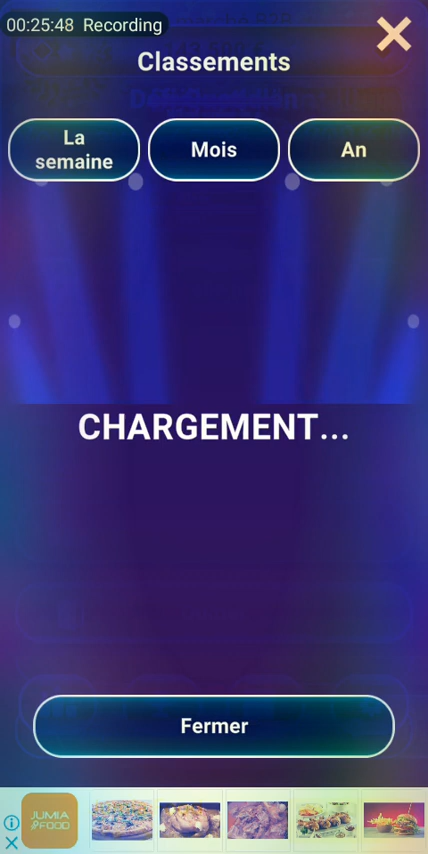 00:25:48 Recording
Classements
La
semaine
Mois
An
CHARGEMENT...
Fermer
JUMIA
FOOD